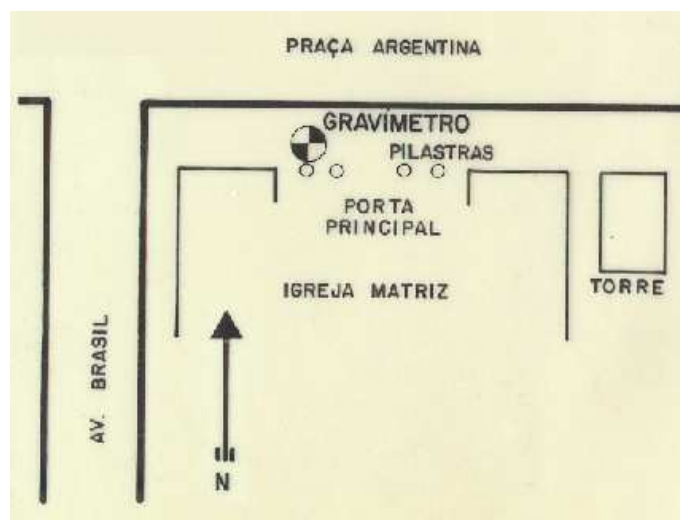 PRAÇA ARGENTINA
GRAVÍMETRO
PILASTRAS
PORTA
PRINCIPAL
IGREJA MATRIZ
TORRE
AV. BRASIL
N